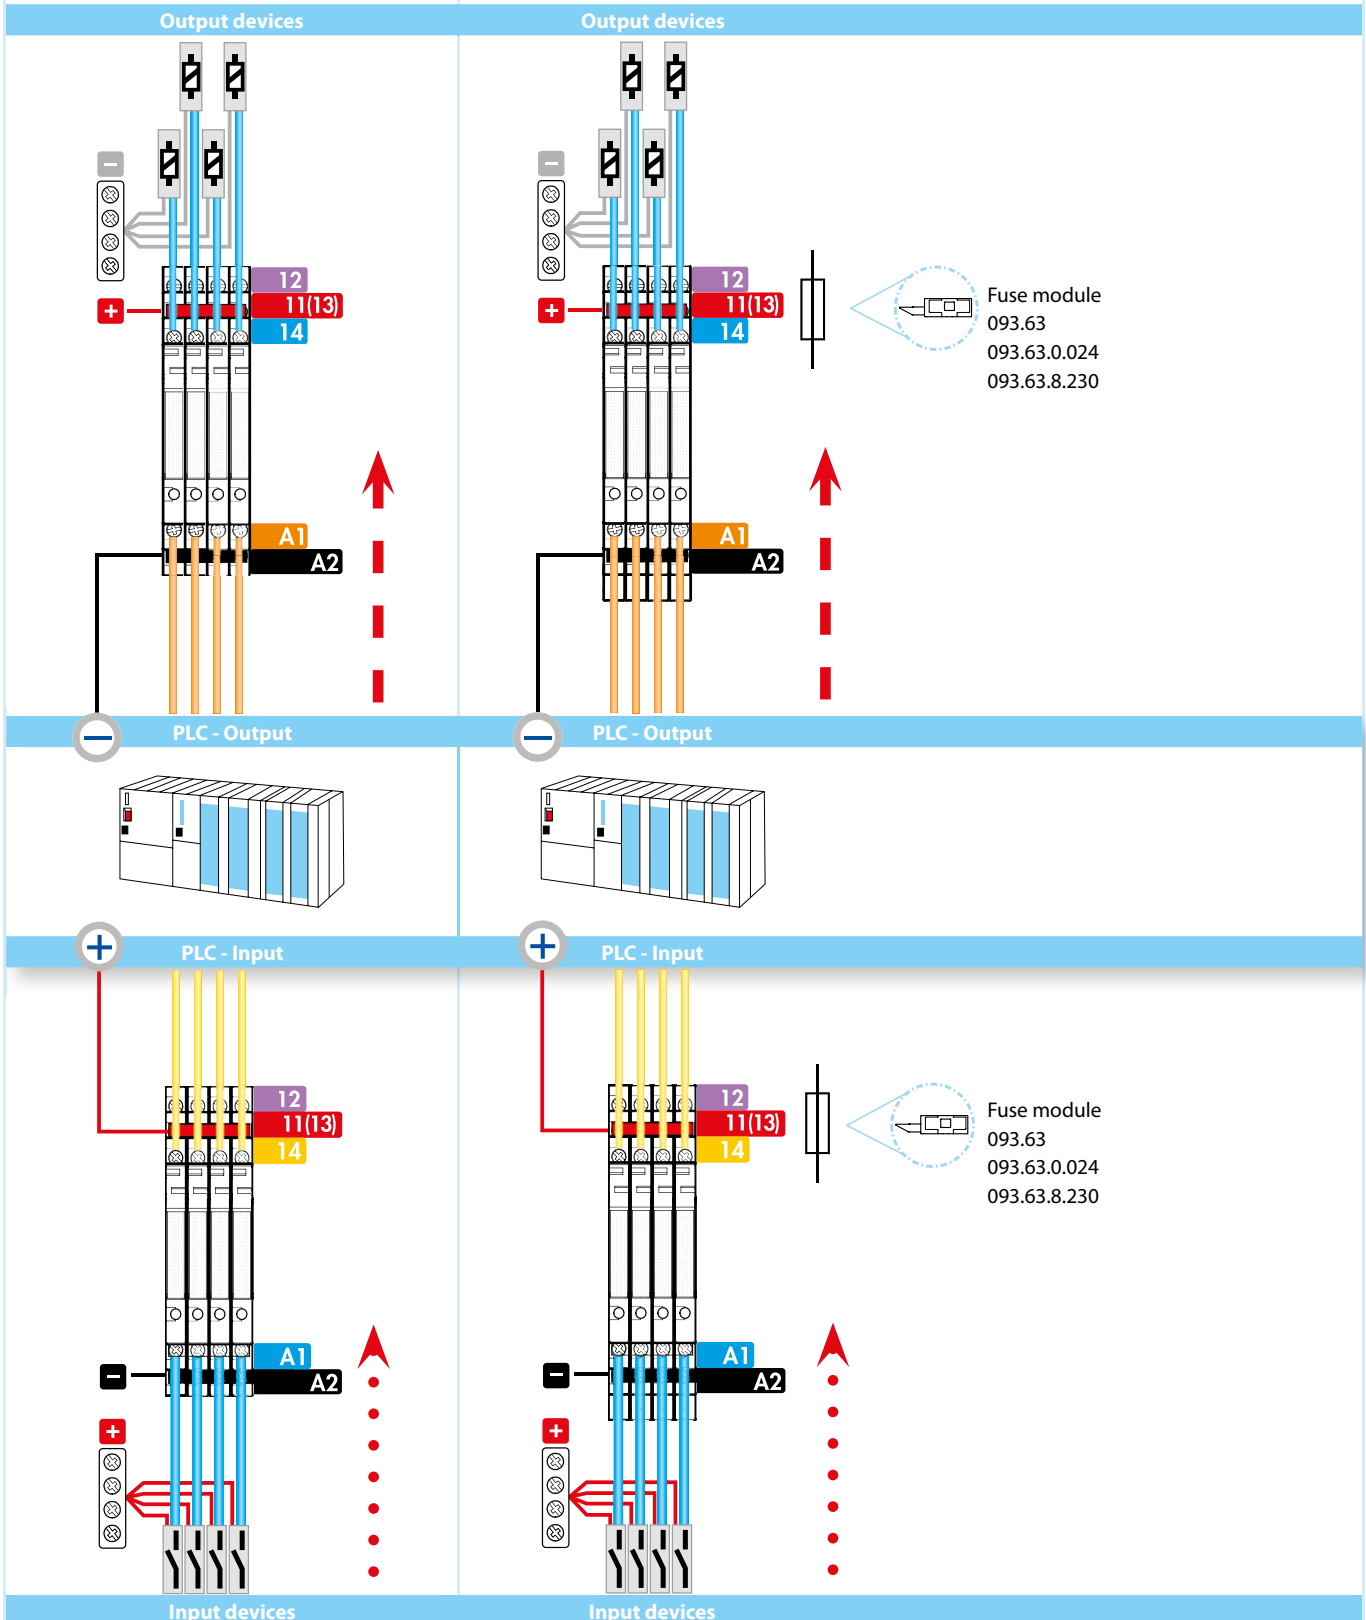 Output devices
Output devices
12
11(13)
14
A1
A2
12
11(13)
14
A1
A2
Fuse module
093.63
093.63.0.024
093.63.8.230
PLC - Output
PLC - Output
PLC - Input
PLC - Input
12
11(13)
14
A1
A2
12
11(13)
14
A1
A2
Fuse module
093.63
093.63.0.024
093.63.8.230
Input devices
Input devices